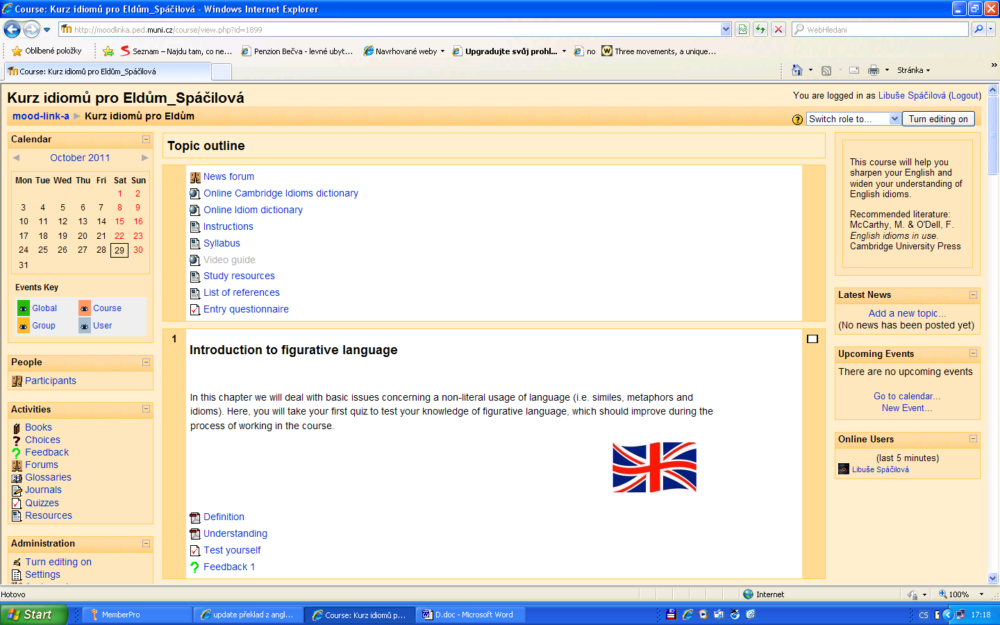 Course: Kurz idiomů pro Eldům_Spáčilová - Windows Internet Explorer
http://moodlinka.ped.muni.cz/course/view.php?id=1899
WebHledani
Oblíbené položky
Seznam – Najdu tam, co ne...
Penzion Bečva - levné ubyt...
Navrhované weby
Upgradujte svůj prohl...
no
Three movements, a unique...
Course: Kurz idiomů pro Eldům_Spáčilová
Stránka
Kurz idiomů pro Eldům_Spáčilová
You are logged in as Libuše Spáčilová (Logout)
mood-link-a ► Kurz idiomů pro Eldům
Switch role to...
Turn editing on
Calendar
October 2011
Mon Tue Wed Thu Fri Sat Sun
1 2
3 4 5 6 7 8 9
10 11 12 13 14 15 16
17 18 19 20 21 22 23
24 25 26 27 28 29 30
31
Events Key
Global Course
Group User
People
Participants
Activities
Books
Choices
Feedback
Forums
Glossaries
Journals
Quizzes
Resources
Administration
Turn editing on
Settings
Topic outline
News forum
Online Cambridge Idioms dictionary
Online Idiom dictionary
Instructions
Syllabus
Video guide
Study resources
List of references
Entry questionnaire
1
Introduction to figurative language
In this chapter we will deal with basic issues concerning a non-literal usage of language (i.e. similes, metaphors and
idioms). Here, you will take your first quiz to test your knowledge of figurative language, which should improve during the
process of working in the course.
Definition
Understanding
Test yourself
Feedback 1
This course will help you
sharpen your English and
widen your understanding of
English idioms.
Recommended literature:
McCarthy, M. & O'Dell, F.
English idioms in use.
Cambridge University Press
Latest News
Add a new topic...
(No news has been posted yet)
Upcoming Events
There are no upcoming events
Go to calendar...
New Event...
Online Users
(last 5 minutes)
Libuše Spáčilová
Hotovo
Internet
100%
Start
MemberPro
update překlad z angl...
Course: Kurz idiomů p...
D.doc - Microsoft Word
CS
17:18